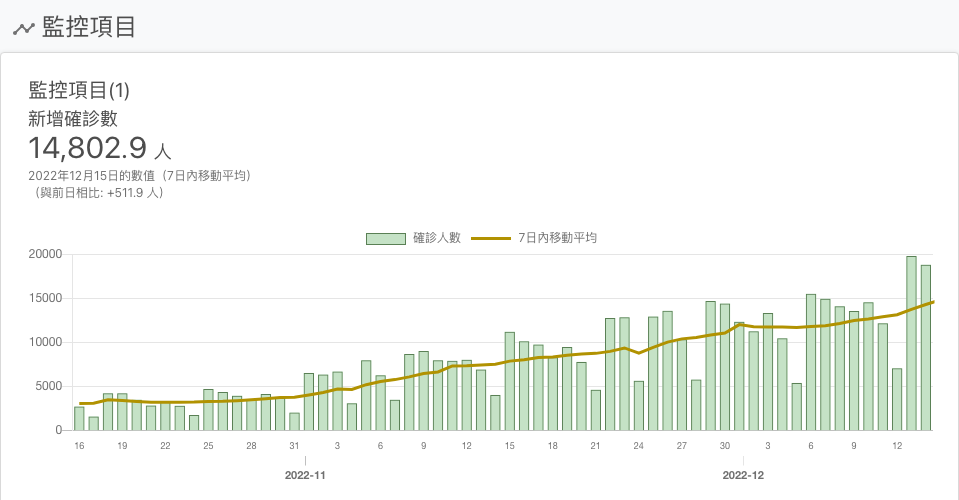 監控項目
監控項目(1)
新增確診數
14,802.9 人
2022年12月15日的數值（7日內移動平均）
（與前日相比: +511.9 人）
確診人數 7日內移動平均
20000
15000
10000
5000
0
16 19 22 25 28 31 3 6 9 12 15 18 21 24 27 30 3 6 9 12
2022-11 2022-12